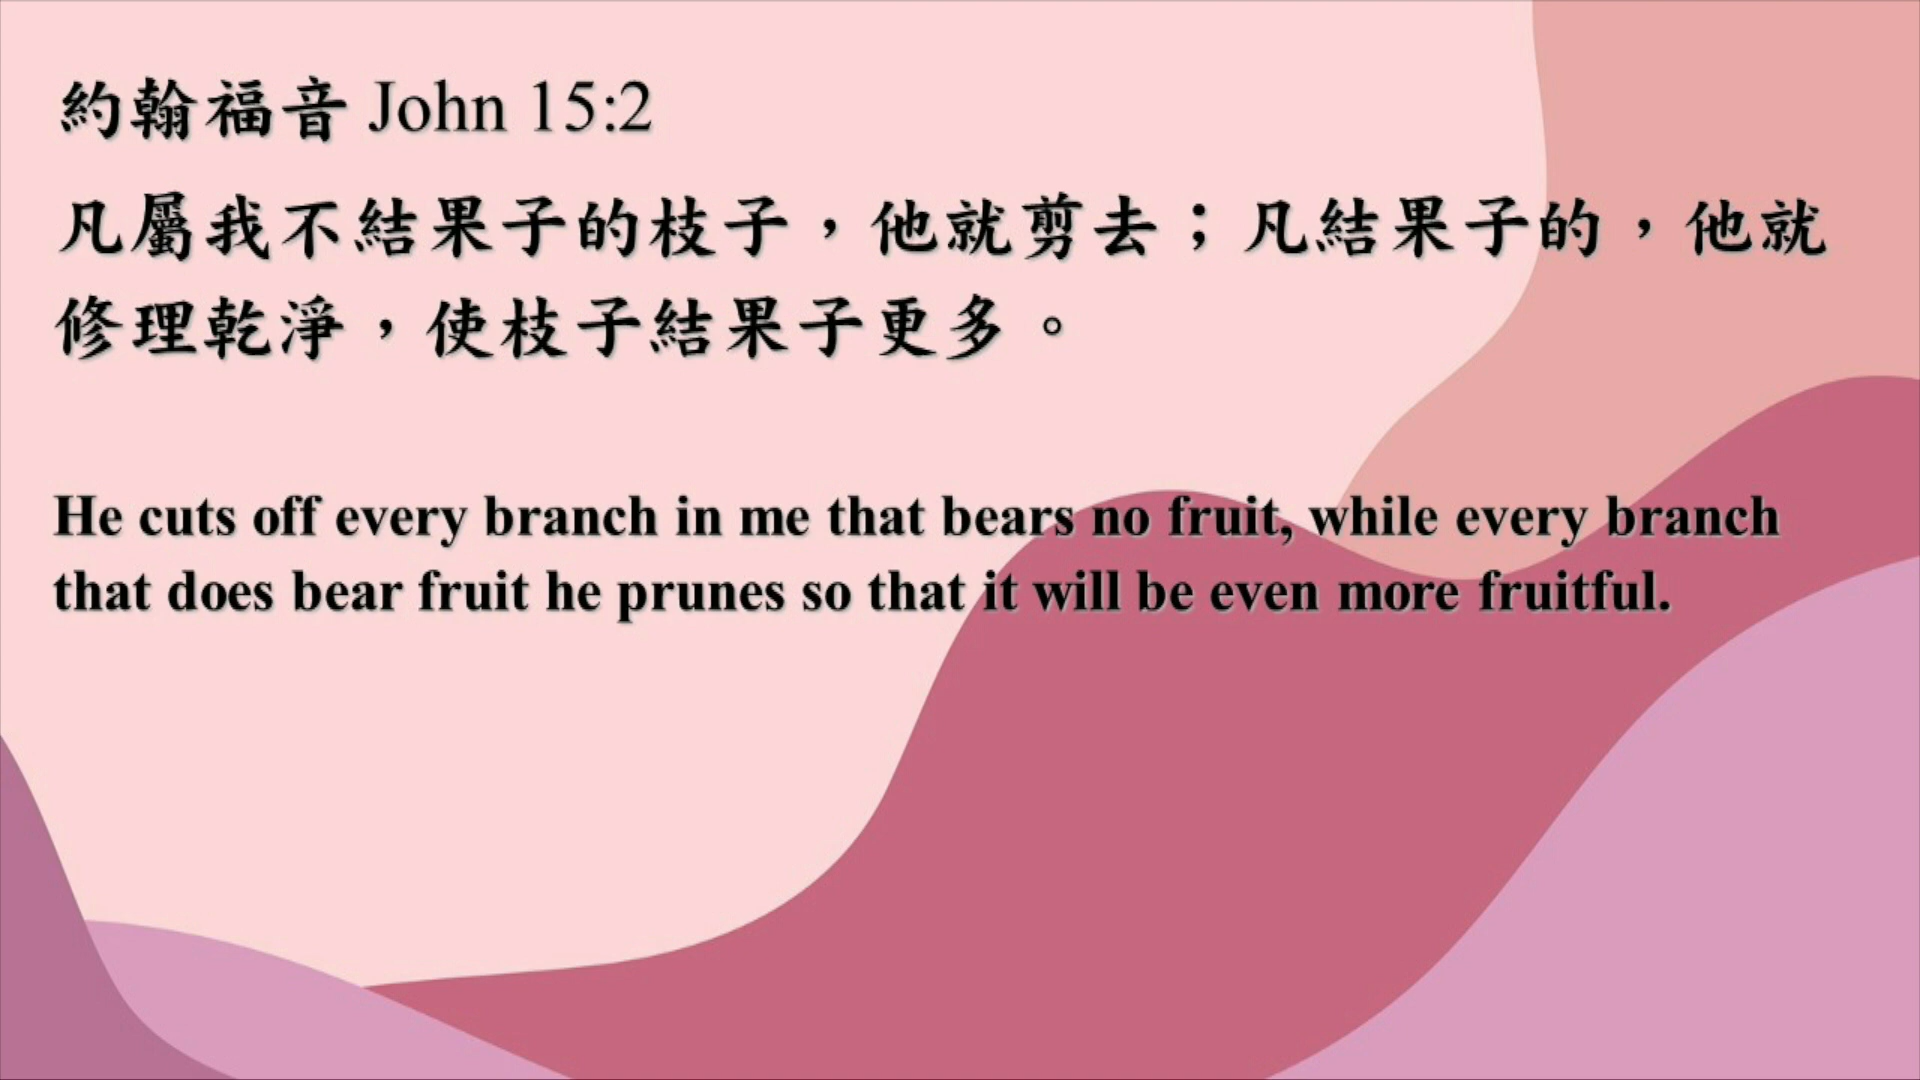 約翰福音 John 15:2
凡屬我不結果子的枝子，他就剪去；凡結果子的，他就
修理乾淨，使枝子結果子更多。
He cuts off every branch in me that bears no fruit, while every branch
that does bear fruit he prunes so that it will be even more fruitful.